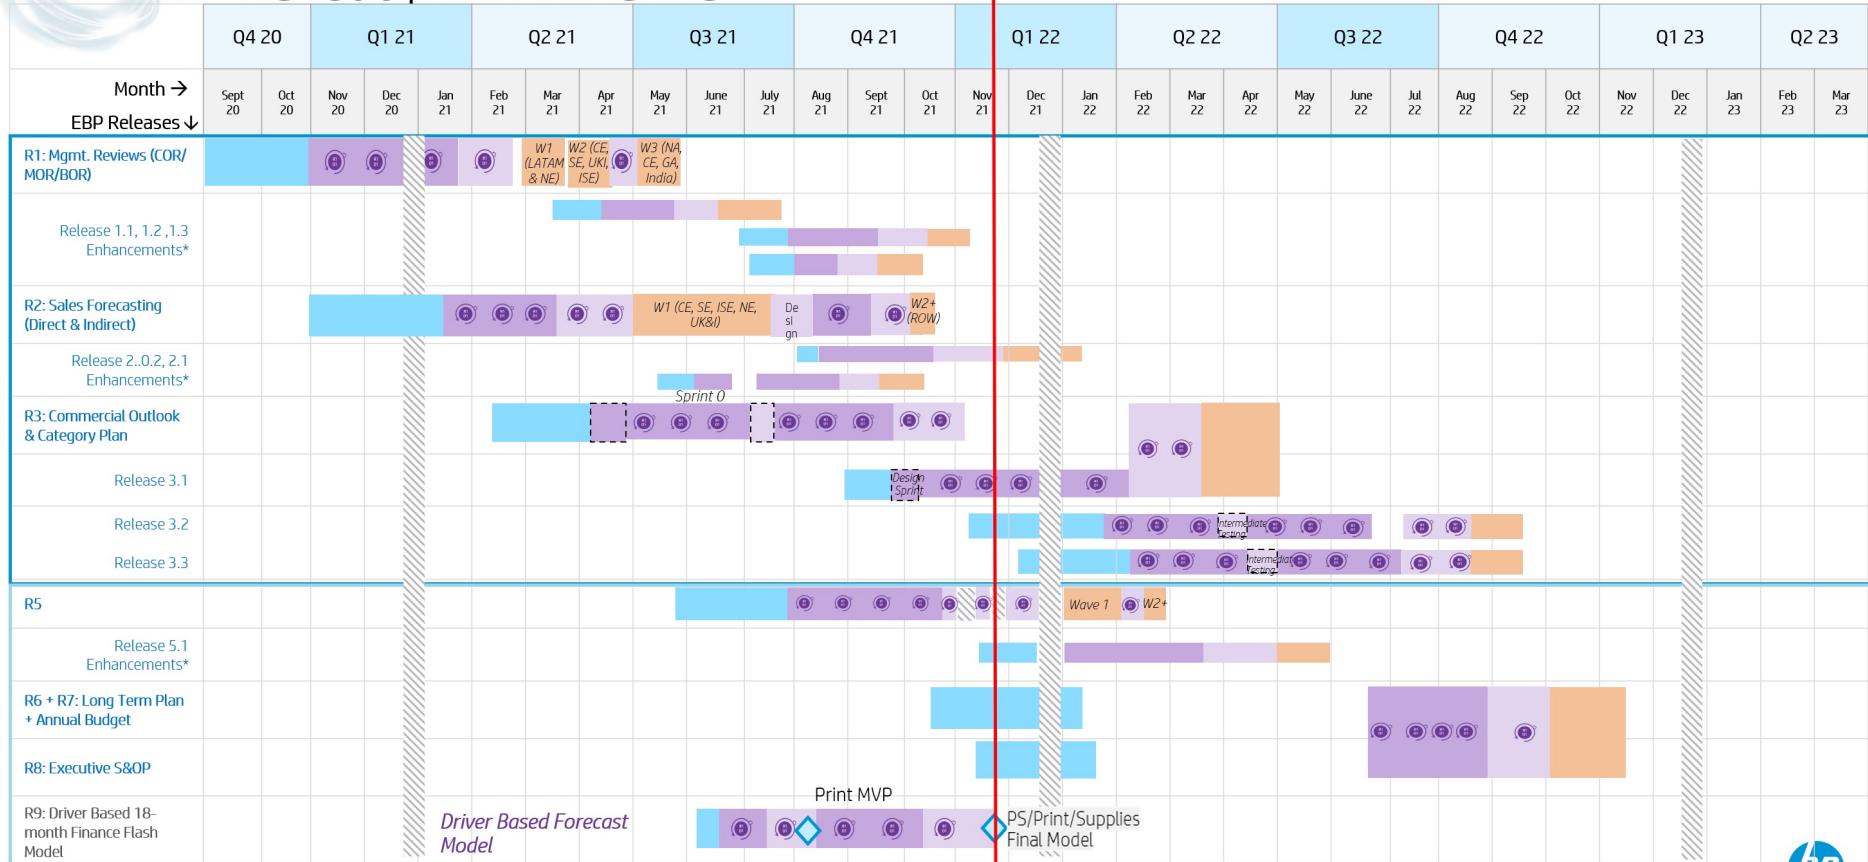 Q4 20 Q1 21 Q2 21 Q3 21 Q4 21 Q1 22 Q2 22 Q3 22 Q4 22 Q1 23 Q2 23
Month →
Sept Oct Nov Dec Jan Feb Mar Apr May June July Aug Sept Oct Nov Dec Jan Feb Mar Apr May June Jul Aug Sep Oct Nov Dec Jan Feb Mar
20 20 20 20 21 21 21 21 21 21 21 21 21 21 21 21 22 22 22 22 22 22 22 22 22 22 22 22 23 23 23
EBP Releases ↓
R1: Mgmt. Reviews (COR/
MOR/BOR)
W1
(LATAM
& NE)
W2 (CE,
SE, UKI,
ISE)
W3 (NA,
CE, GA,
India)
Release 1.1, 1.2 ,1.3
Enhancements*
R2: Sales Forecasting
(Direct & Indirect)
W1 (CE, SE, ISE, NE,
UK&I)
De
si
gn
W2+
(ROW)
Release 2..0.2, 2.1
Enhancements*
Sprint 0
R3: Commercial Outlook
& Category Plan
Release 3.1
Design
Sprint
Release 3.2
Intermediate
Testing
Release 3.3
Intermediate
Testing
R5
Wave 1
W2+
Release 5.1
Enhancements*
R6 + R7: Long Term Plan
+ Annual Budget
R8: Executive S&OP
Print MVP
R9: Driver Based 18-
month Finance Flash
Model
Driver Based Forecast
Model
PS/Print/Supplies
Final Model